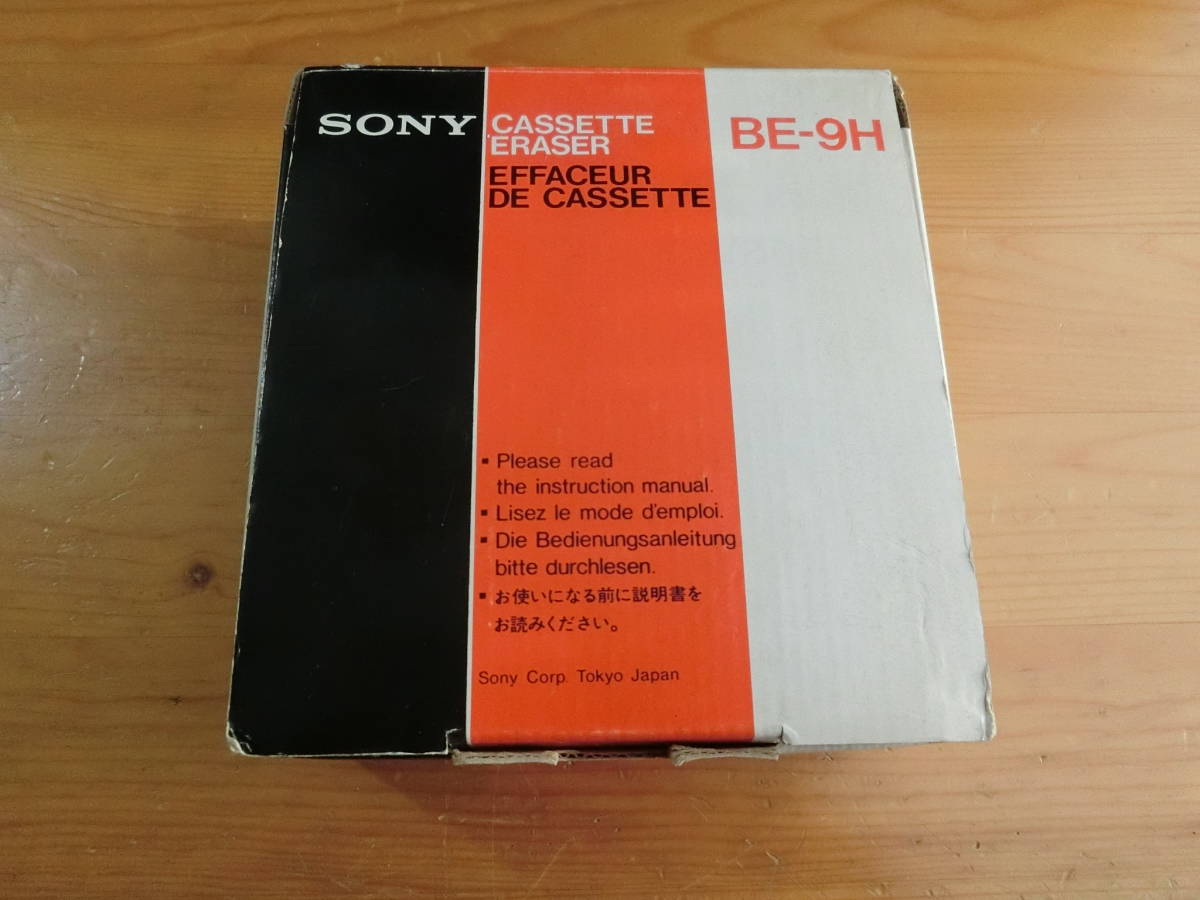 SONY
CASSETTE
ERASER
EFFACEUR
DE CASSETTE
BE-9H
▪ Please read
the instruction manual.
▪ Lisez le mode d'emploi.
▪ Die Bedienungsanleitung
bitte durchlesen.
▪ お使いになる前に説明書を
お読みください。
Sony Corp. Tokyo Japan